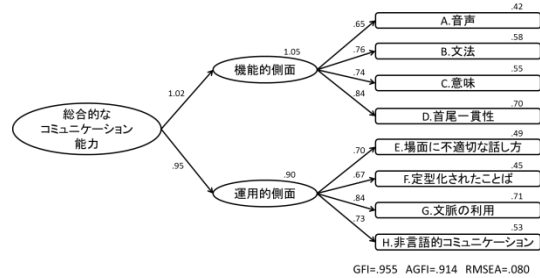 .42
.65
A.音声
1.05
.58
.76
B.文法
機能的側面
.55
.74
C.意味
.84
1.02
.70
D.首尾一貫性
総合的な
コミュニケーション
能力
.49
.70
E.場面に不適切な話し方
.95
.90
.45
.67
F.定型化されたことば
運用的側面
.71
.84
G.文脈の利用
.73
.53
H.非言語的コミュニケーション
GFI=.955 AGFI=.914 RMSEA=.080